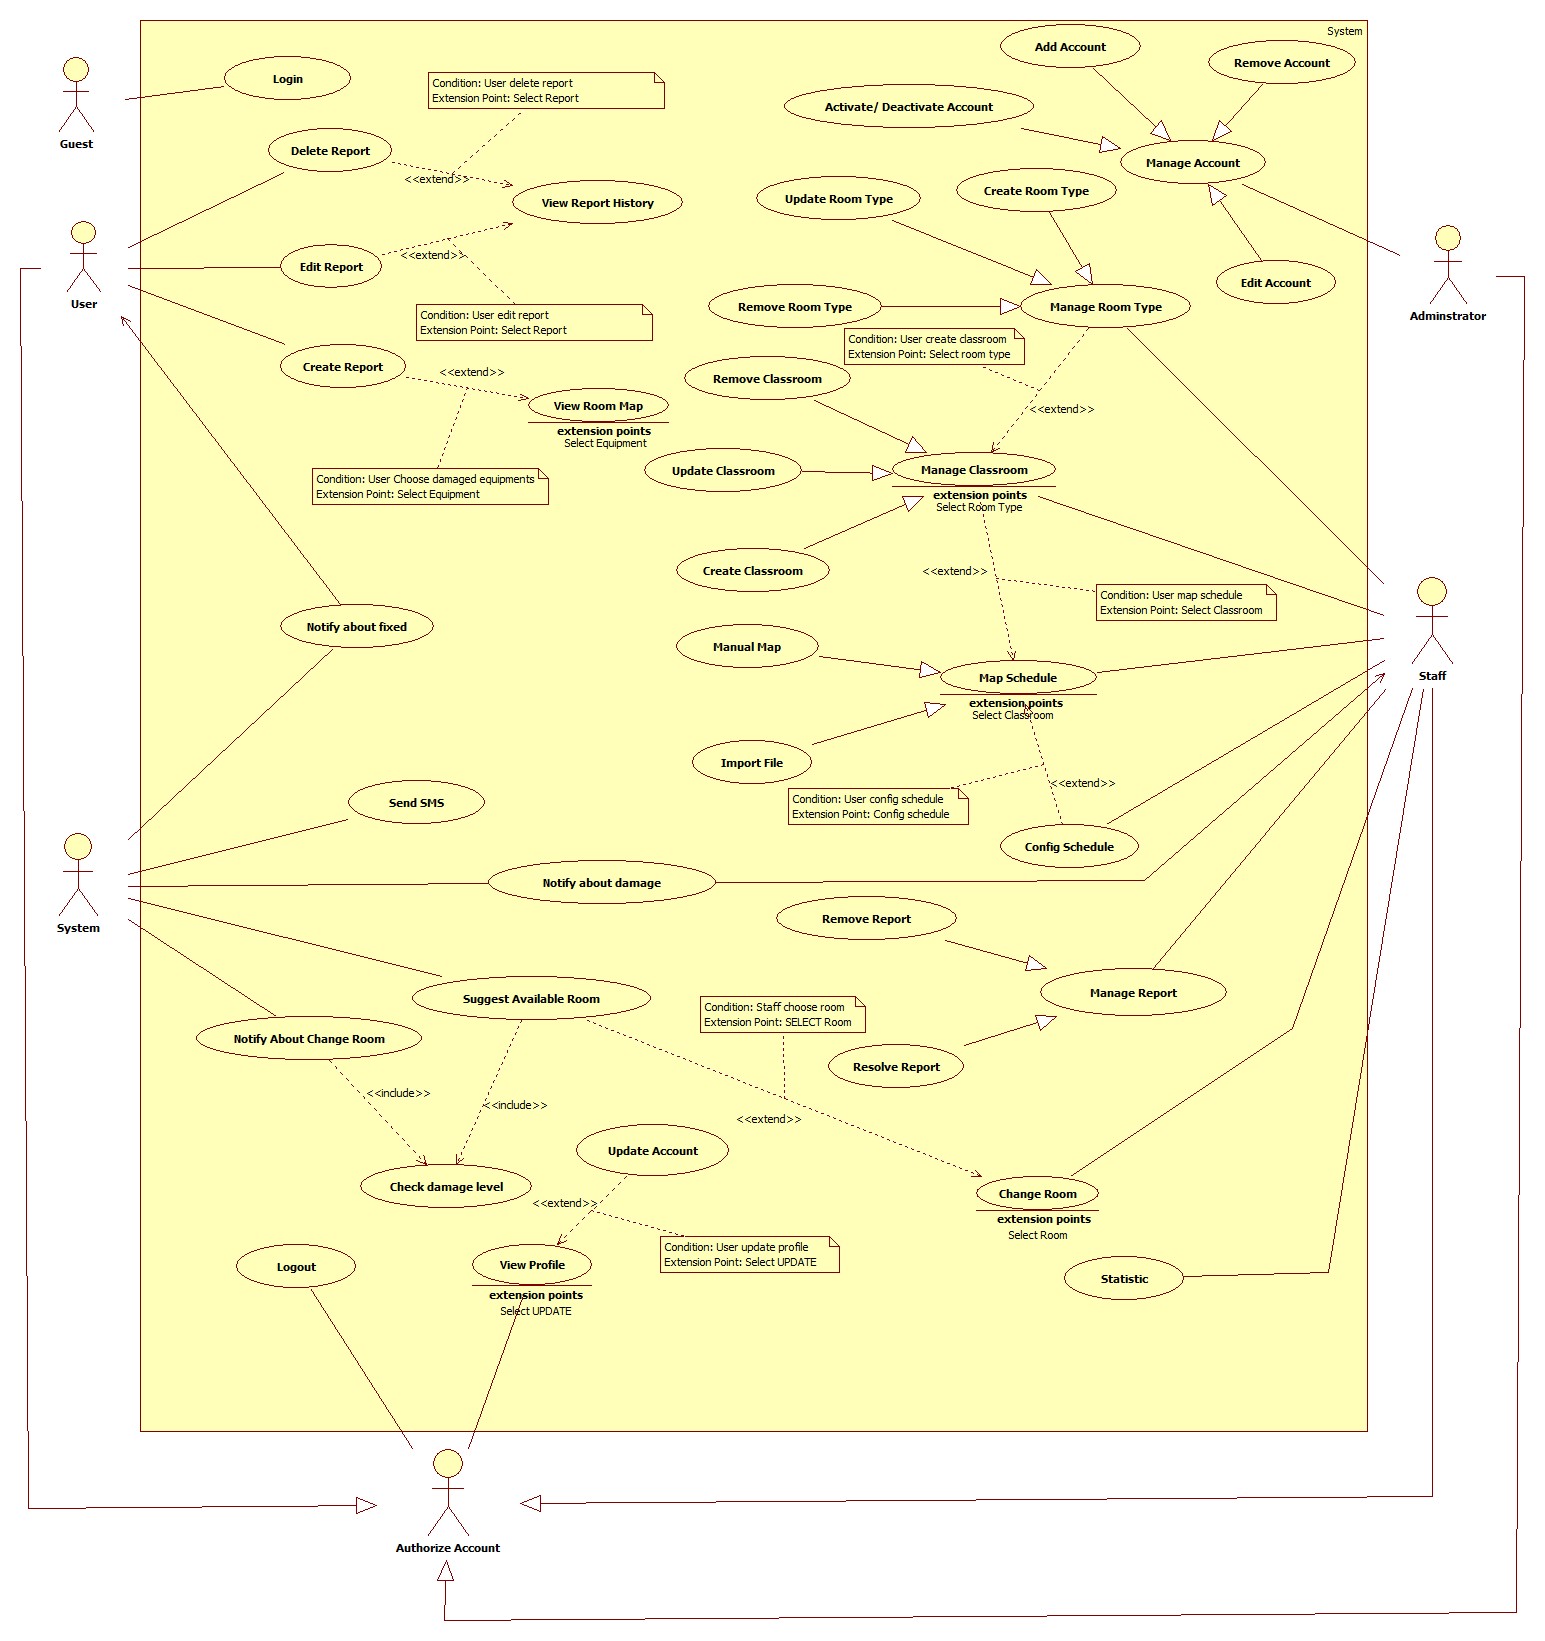 System
Add Account
Remove Account
Login
Condition: User delete report
Extension Point: Select Report
Activate/ Deactivate Account
Guest
Delete Report
Manage Account
<<extend>>
View Report History
Update Room Type
Create Room Type
User
Edit Report
<<extend>>
Edit Account
Adminstrator
Condition: User edit report
Extension Point: Select Report
Remove Room Type
Manage Room Type
Condition: User create classroom
Extension Point: Select room type
Create Report
<<extend>>
Remove Classroom
View Room Map
extension points
Select Equipment
<<extend>>
Condition: User Choose damaged equipments
Extension Point: Select Equipment
Update Classroom
Manage Classroom
extension points
Select Room Type
Create Classroom
<<extend>>
Condition: User map schedule
Extension Point: Select Classroom
Notify about fixed
Manual Map
Map Schedule
extension points
Select Classroom
Staff
Import File
<<extend>>
Condition: User config schedule
Extension Point: Config schedule
Send SMS
Config Schedule
System
Notify about damage
Remove Report
Manage Report
Suggest Available Room
Condition: Staff choose room
Extension Point: SELECT Room
Notify About Change Room
Resolve Report
<<include>>
<<include>>
<<extend>>
Update Account
Check damage level
<<extend>>
Change Room
extension points
Select Room
Condition: User update profile
Extension Point: Select UPDATE
Logout
View Profile
extension points
Select UPDATE
Statistic
Authorize Account